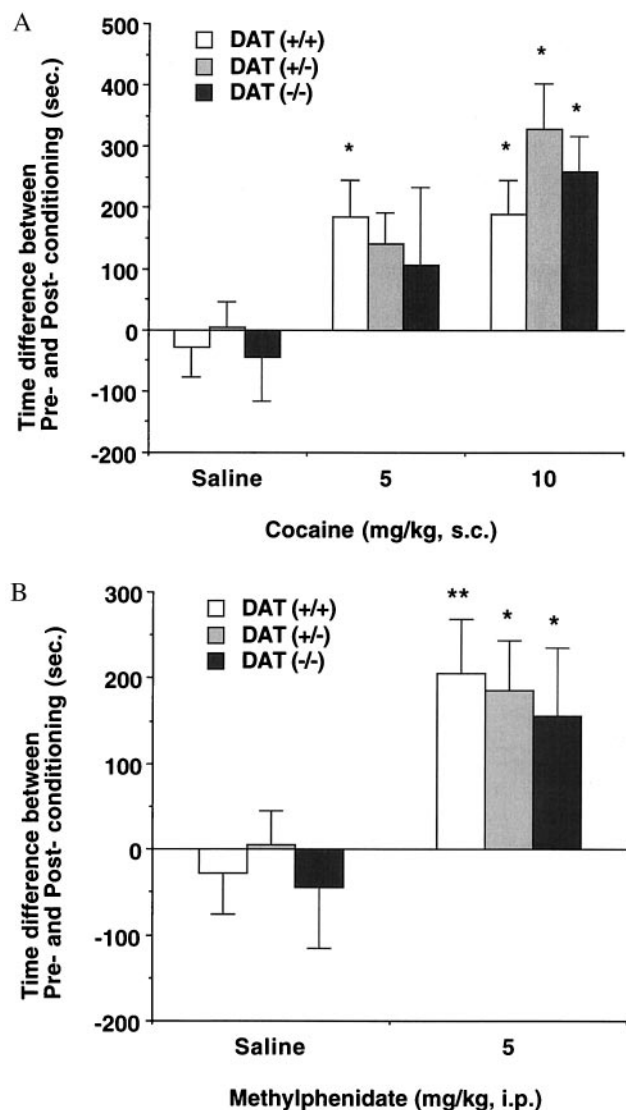 A
Time difference between
Pre- and Post- conditioning (sec.)
500
400
300
200
100
0
-100
-200
DAT (+/+)
DAT (+/-)
DAT (-/-)
*
*
*
*
Saline
5
10
Cocaine (mg/kg, s.c.)
B
Time difference between
Pre- and Post- conditioning (sec.)
300
200
100
0
-100
-200
DAT (+/+)
DAT (+/-)
DAT (-/-)
**
*
*
Saline
5
Methylphenidate (mg/kg, i.p.)